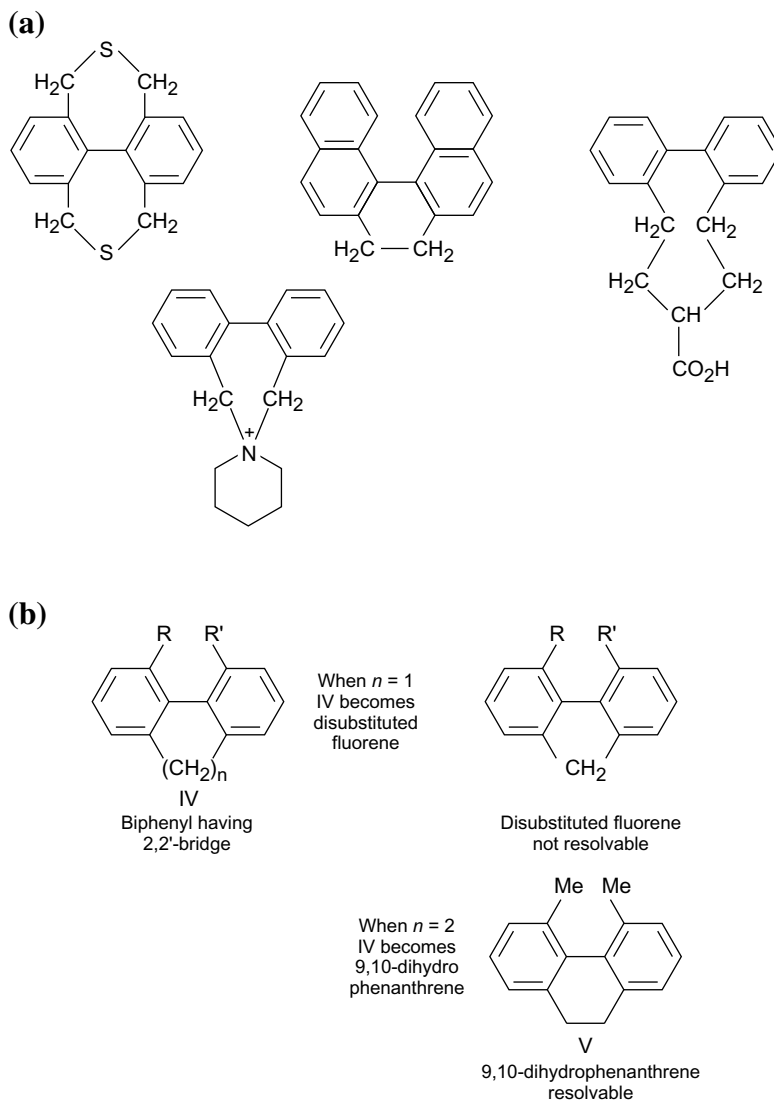 (a)
S
H₂C CH₂
H₂C CH₂
S
H₂C—CH₂
H₂C CH₂
H₂C CH₂
CH
CO₂H
H₂C CH₂
+
N
(b)
R R'
When n = 1
IV becomes
disubstituted
fluorene
R R'
(CH₂)n
CH₂
IV
Biphenyl having
2,2'-bridge
Disubstituted fluorene
not resolvable
When n = 2
IV becomes
9,10-dihydro
phenanthrene
Me Me
V
9,10-dihydrophenanthrene
resolvable